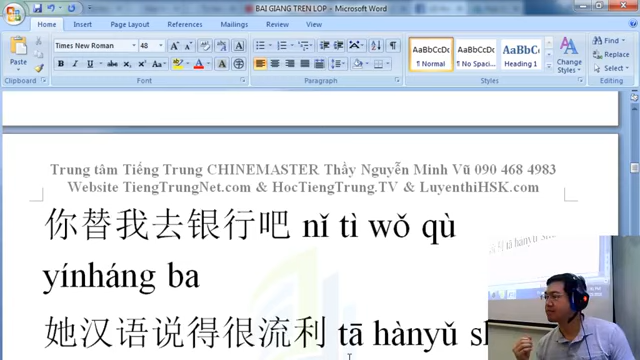 BAI GIANG TREN LOP - Microsoft Word
Home Insert Page Layout References Mailings Review View
Paste
Times New Roman 48
AaBbCcDc AaBbCcDc AaBbC
¶ Normal ¶ No Spaci... Heading 1
Change Styles
Find
Replace
Select
Clipboard Font Paragraph Styles Editing
Trung tâm Tiếng Trung CHINEMASTER Thầy Nguyễn Minh Vũ 090 468 4983
Website TiengTrungNet.com & HocTiengTrung.TV & LuyenthiHSK.com
你替我去银行吧 nǐ tì wǒ qù
yínháng ba
她汉语说得很流利 tā hànyǔ sh